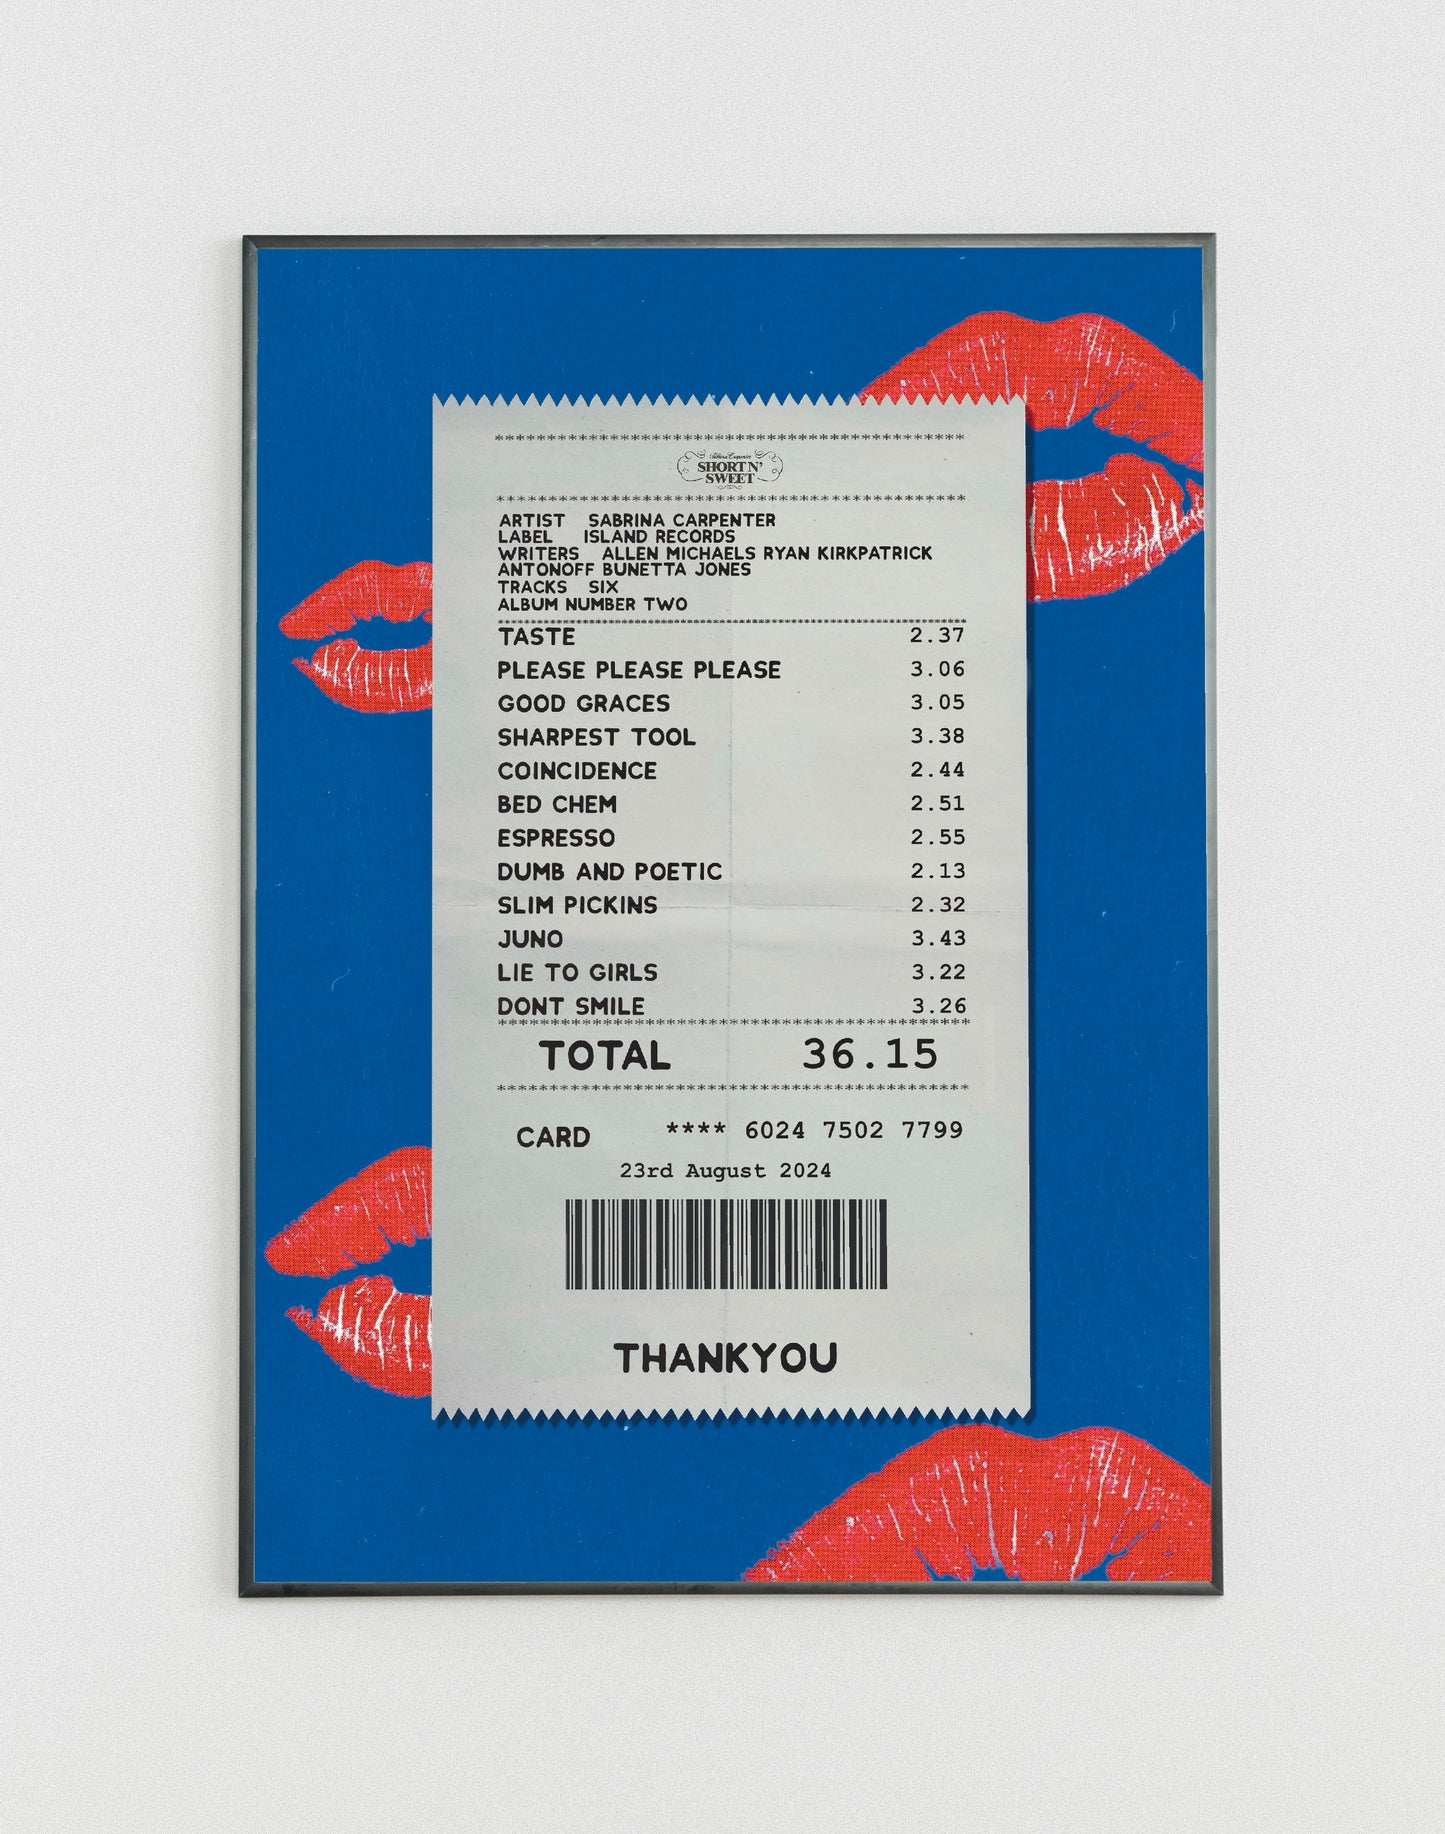 ****************************************************
Sabrina Carpenter
SHORT N'
SWEET
****************************************************
ARTIST SABRINA CARPENTER
LABEL ISLAND RECORDS
WRITERS ALLEN MICHAELS RYAN KIRKPATRICK
ANTONOFF BUNETTA JONES
TRACKS SIX
ALBUM NUMBER TWO
****************************************************
TASTE 2.37
PLEASE PLEASE PLEASE 3.06
GOOD GRACES 3.05
SHARPEST TOOL 3.38
COINCIDENCE 2.44
BED CHEM 2.51
ESPRESSO 2.55
DUMB AND POETIC 2.13
SLIM PICKINS 2.32
JUNO 3.43
LIE TO GIRLS 3.22
DONT SMILE 3.26
****************************************************
TOTAL 36.15
****************************************************
CARD **** 6024 7502 7799
23rd August 2024
THANKYOU